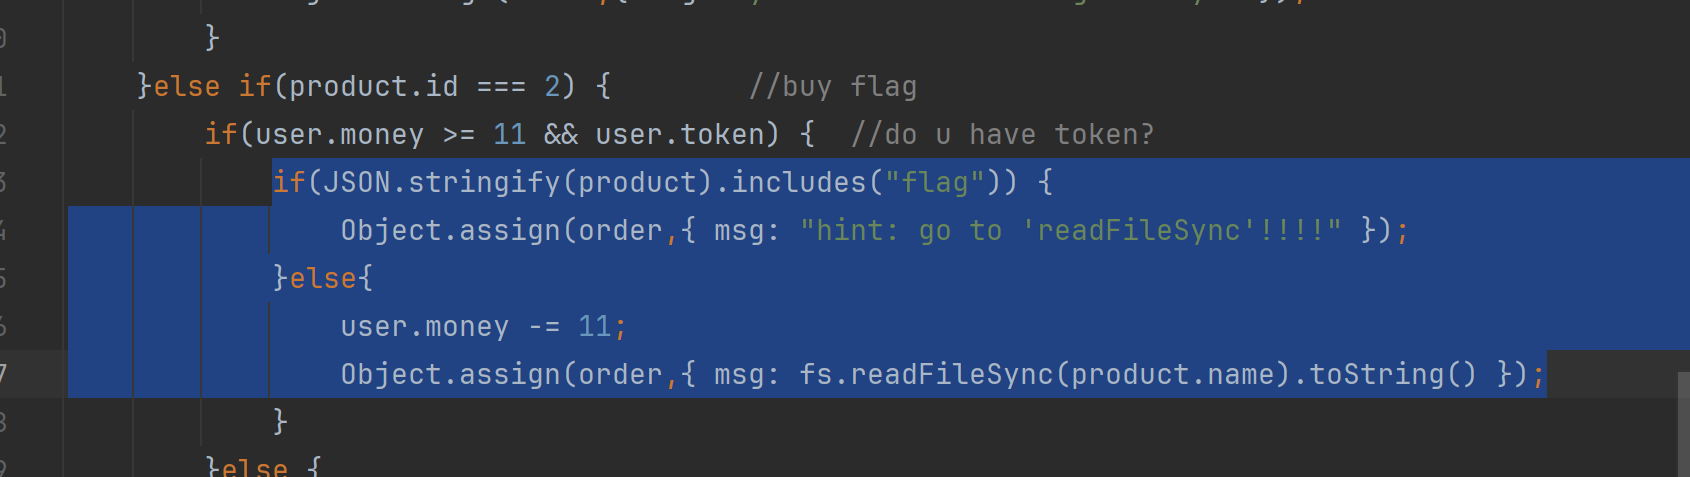 }
}else if(product.id === 2) {        //buy flag
if(user.money >= 11 && user.token) {  //do u have token?
if(JSON.stringify(product).includes("flag")) {
Object.assign(order,{ msg: "hint: go to 'readFileSync'!!!!" });
}else{
user.money -= 11;
Object.assign(order,{ msg: fs.readFileSync(product.name).toString() });
}
}else {